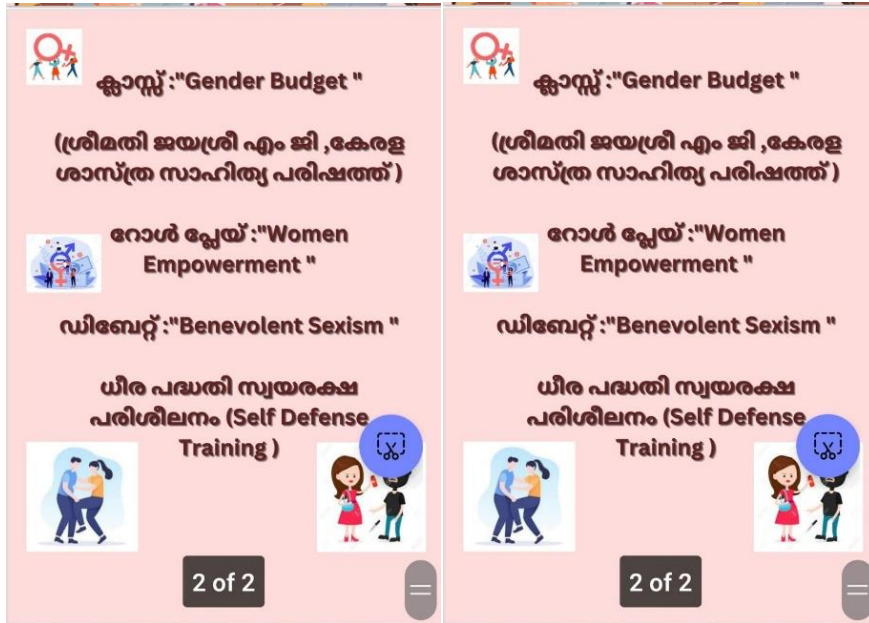 ക്ലാസ്സ് :"Gender Budget "
(ശ്രീമതി ജയശ്രീ എം ജി ,കേരള
ശാസ്ത്ര സാഹിത്യ പരിഷത്ത് )
റോൾ പ്ലേയ് :"Women
Empowerment "
ഡിബേറ്റ് :"Benevolent Sexism "
ധീര പദ്ധതി സ്വയരക്ഷ
പരിശീലനം (Self Defense
Training )
2 of 2
ക്ലാസ്സ് :"Gender Budget "
(ശ്രീമതി ജയശ്രീ എം ജി ,കേരള
ശാസ്ത്ര സാഹിത്യ പരിഷത്ത് )
റോൾ പ്ലേയ് :"Women
Empowerment "
ഡിബേറ്റ് :"Benevolent Sexism "
ധീര പദ്ധതി സ്വയരക്ഷ
പരിശീലനം (Self Defense
Training )
2 of 2